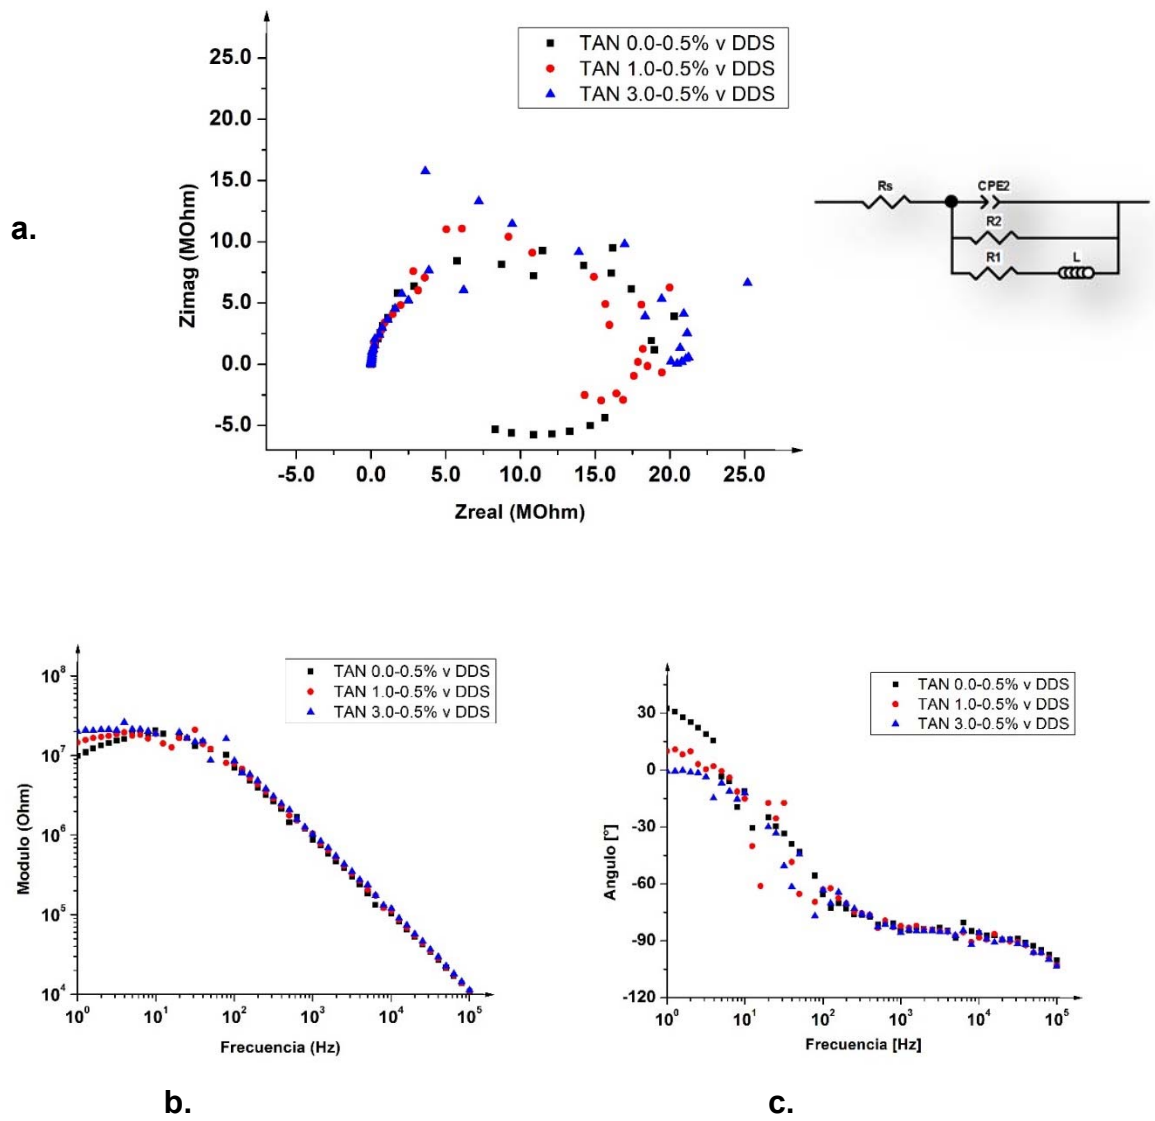 a.
25.0
20.0
15.0
10.0
5.0
0.0
-5.0
Zimag (MOhm)
-5.0 0.0 5.0 10.0 15.0 20.0 25.0
Zreal (MOhm)
TAN 0.0-0.5% v DDS
TAN 1.0-0.5% v DDS
TAN 3.0-0.5% v DDS
Rs
CPE2
R2
R1
L
10⁸
10⁷
10⁶
10⁵
10⁴
Modulo (Ohm)
10⁰ 10¹ 10² 10³ 10⁴ 10⁵
Frecuencia (Hz)
TAN 0.0-0.5% v DDS
TAN 1.0-0.5% v DDS
TAN 3.0-0.5% v DDS
b.
30
0
-30
-60
-90
-120
Angulo [°]
10⁰ 10¹ 10² 10³ 10⁴ 10⁵
Frecuencia [Hz]
TAN 0.0-0.5% v DDS
TAN 1.0-0.5% v DDS
TAN 3.0-0.5% v DDS
c.